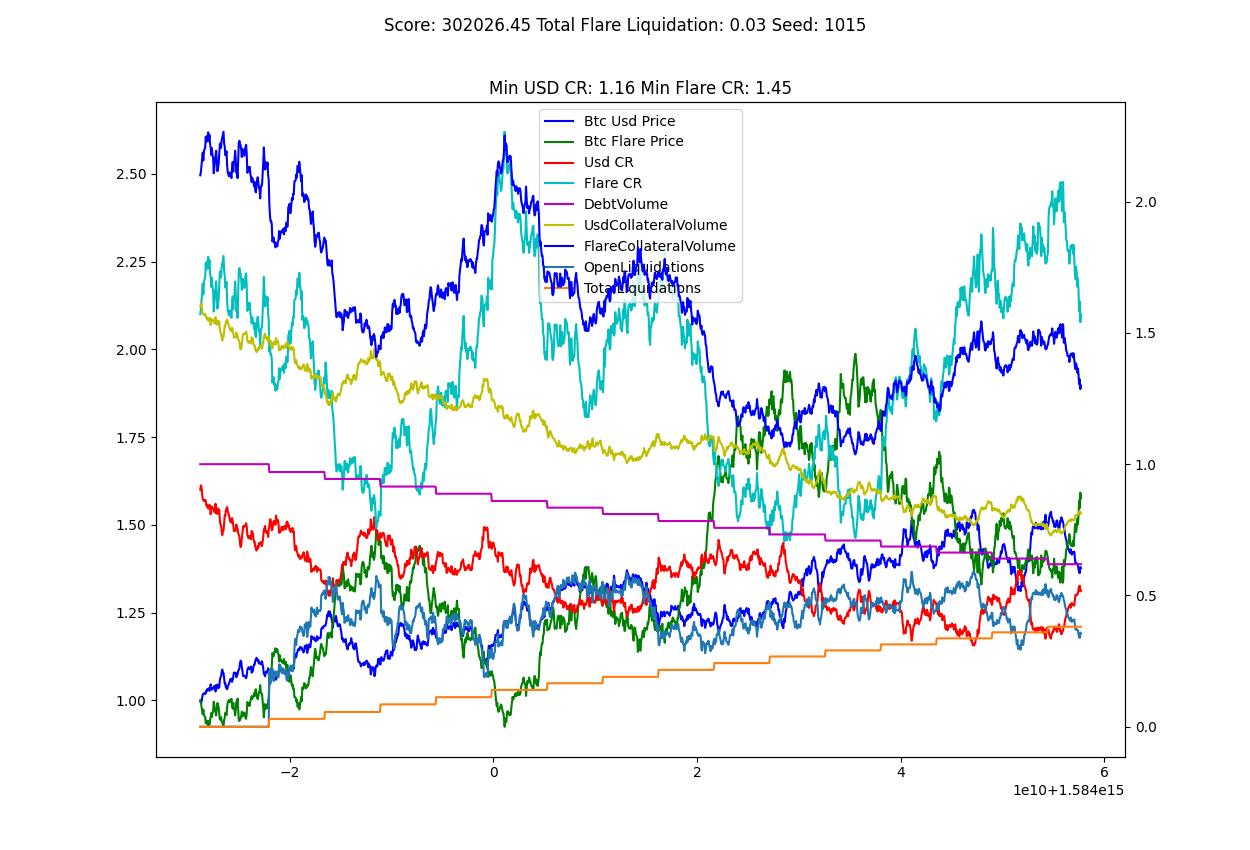 Score: 302026.45 Total Flare Liquidation: 0.03 Seed: 1015
Min USD CR: 1.16 Min Flare CR: 1.45
Btc Usd Price
Btc Flare Price
Usd CR
Flare CR
DebtVolume
UsdCollateralVolume
FlareCollateralVolume
OpenLiquidations
TotalLiquidations
2.50
2.25
2.00
1.75
1.50
1.25
1.00
2.0
1.5
1.0
0.5
0.0
−2
0
2
4
6
1e10+1.584e15